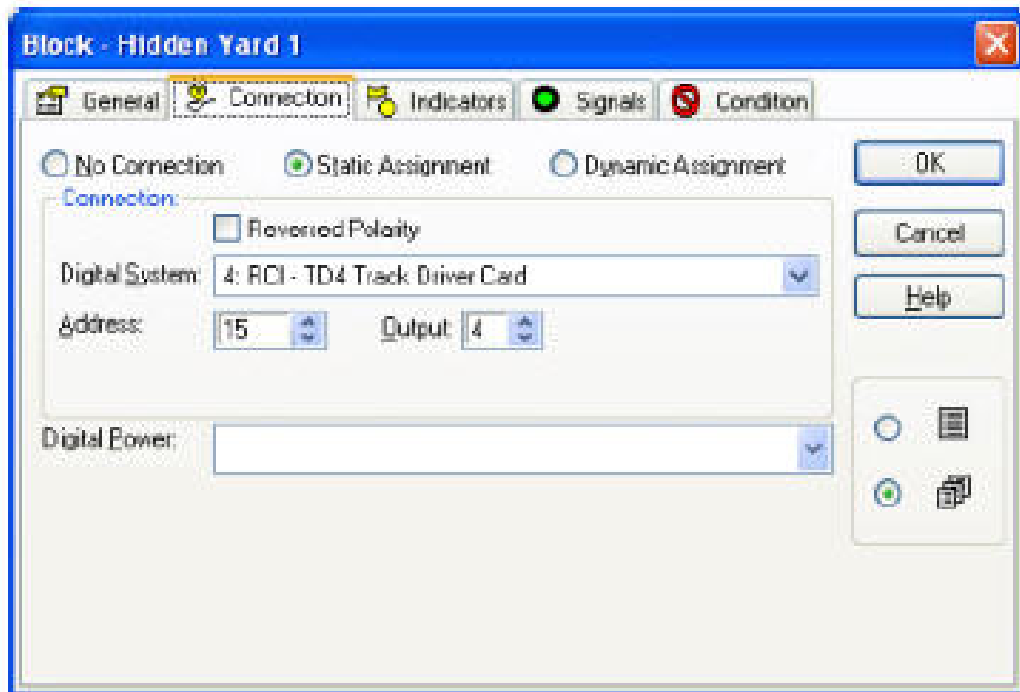 Block - Hidden Yard 1
General Connection Indicators Signals Condition
No Connection Static Assignment Dynamic Assignment OK
Connection:
Reversed Polarity Cancel
Digital System: 4: RCI - TD4 Track Driver Card
Help
Address: 15 Output: 4
Digital Power: